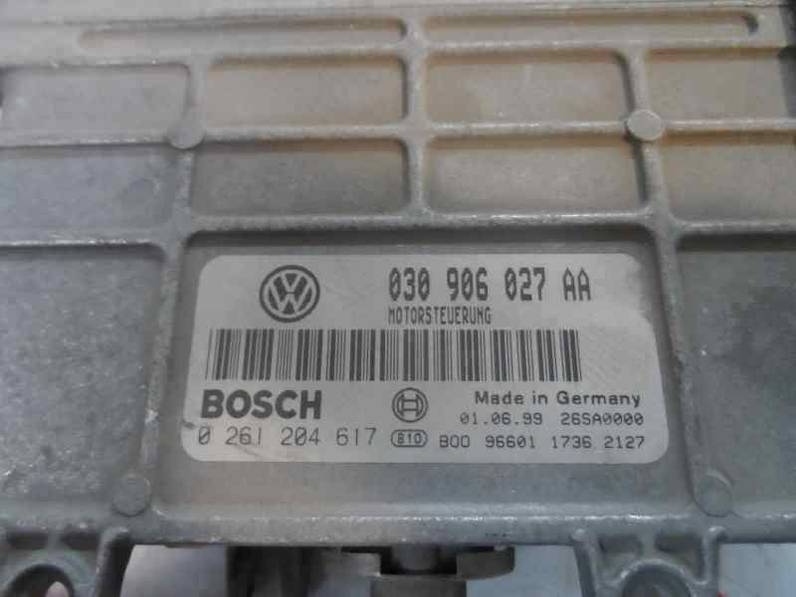 030 906 027 AA
MOTORSTEUERUNG
BOSCH
Made in Germany
01.06.99 26SA0000
0 261 204 617 810 BOO 96601 1736 2127